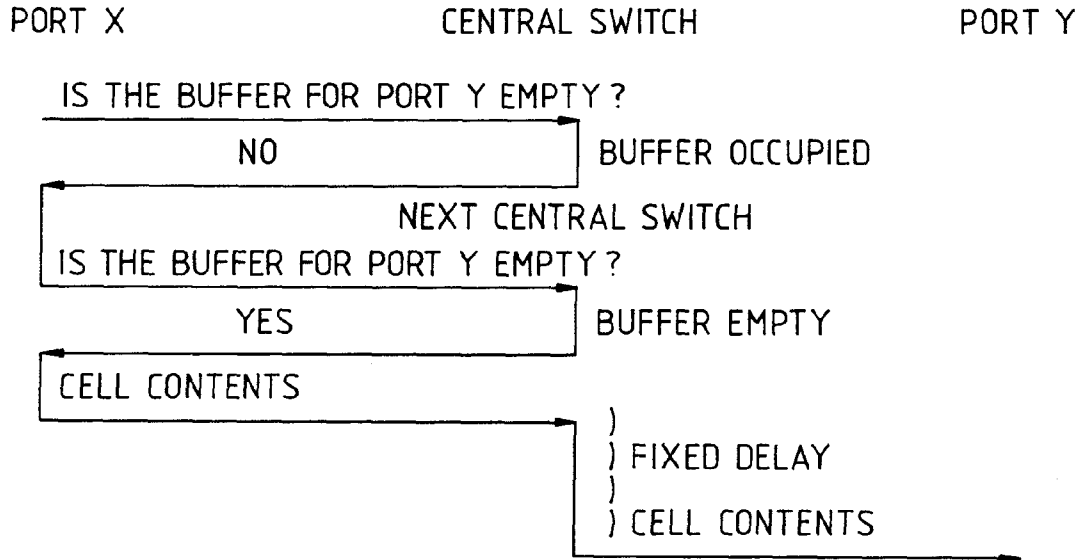 PORT X CENTRAL SWITCH PORT Y
IS THE BUFFER FOR PORT Y EMPTY?
NO BUFFER OCCUPIED
NEXT CENTRAL SWITCH
IS THE BUFFER FOR PORT Y EMPTY?
YES BUFFER EMPTY
CELL CONTENTS
)
) FIXED DELAY
)
) CELL CONTENTS